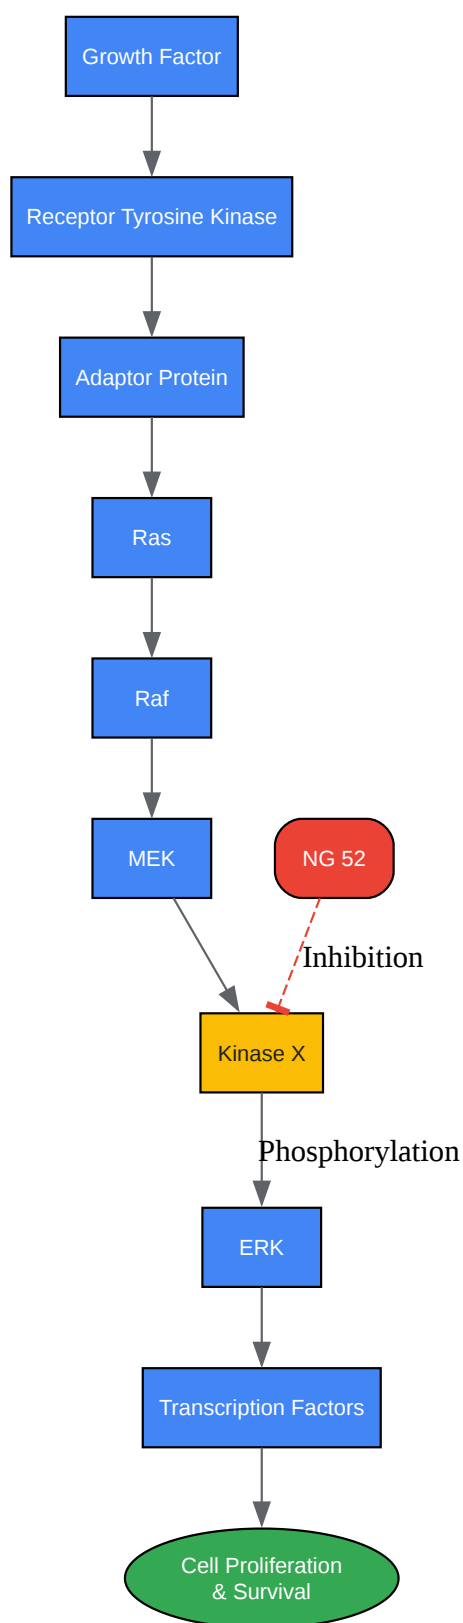 Growth Factor
Receptor Tyrosine Kinase
Adaptor Protein
Ras
Raf
MEK
NG 52
Inhibition
Kinase X
Phosphorylation
ERK
Transcription Factors
Cell Proliferation
& Survival